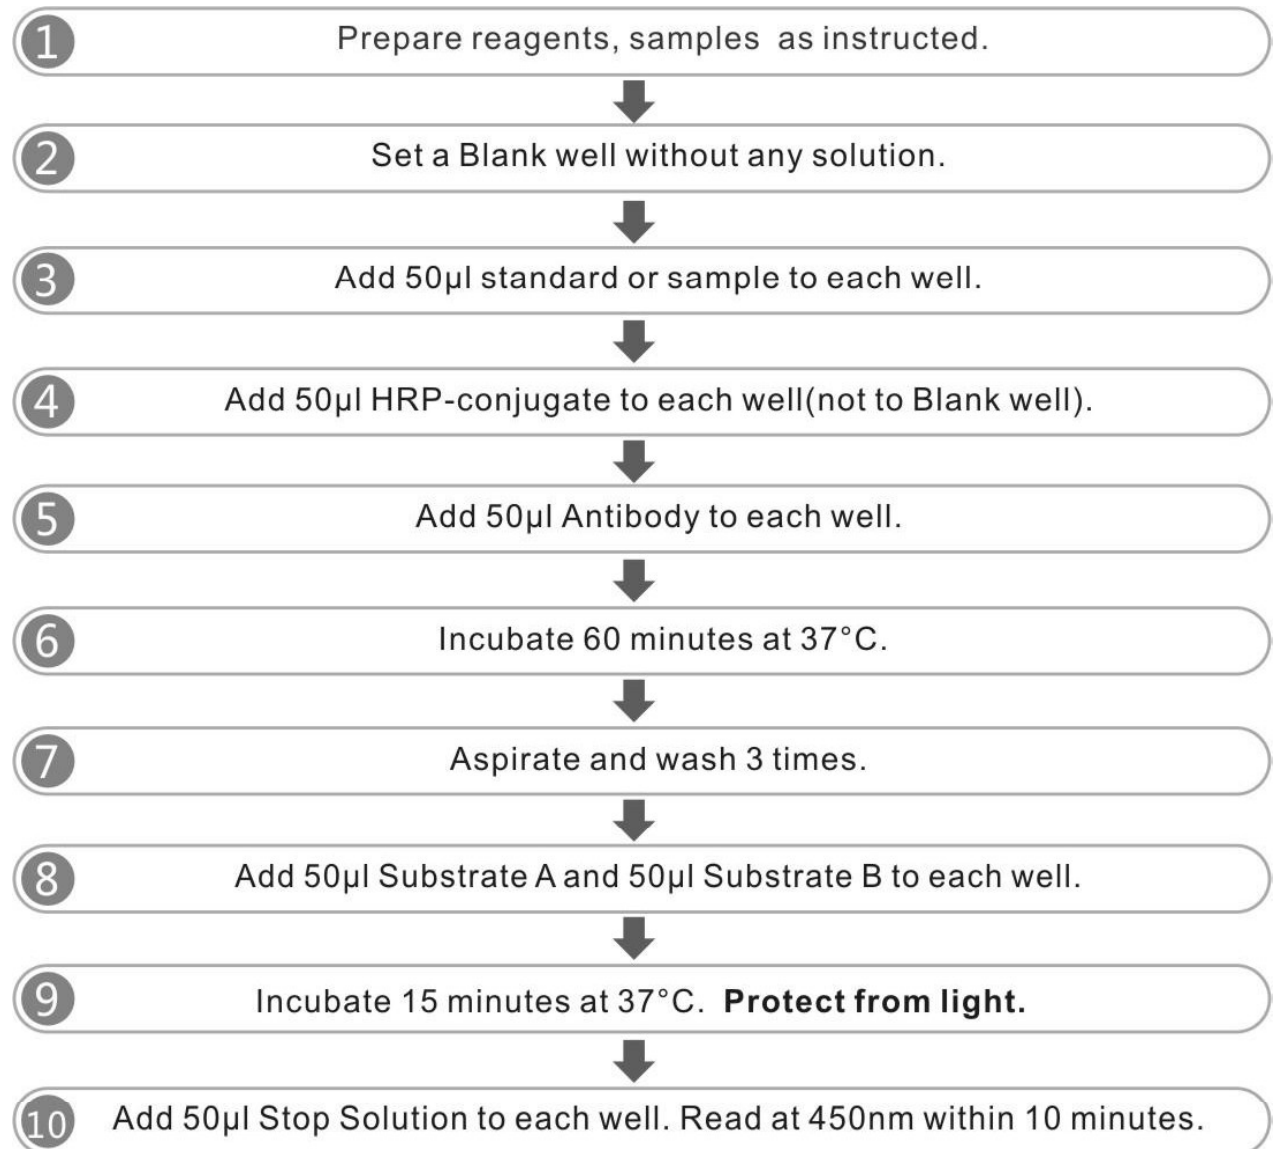 1 Prepare reagents, samples as instructed.
2 Set a Blank well without any solution.
3 Add 50µl standard or sample to each well.
4 Add 50µl HRP-conjugate to each well(not to Blank well).
5 Add 50µl Antibody to each well.
6 Incubate 60 minutes at 37°C.
7 Aspirate and wash 3 times.
8 Add 50µl Substrate A and 50µl Substrate B to each well.
9 Incubate 15 minutes at 37°C. Protect from light.
10 Add 50µl Stop Solution to each well. Read at 450nm within 10 minutes.